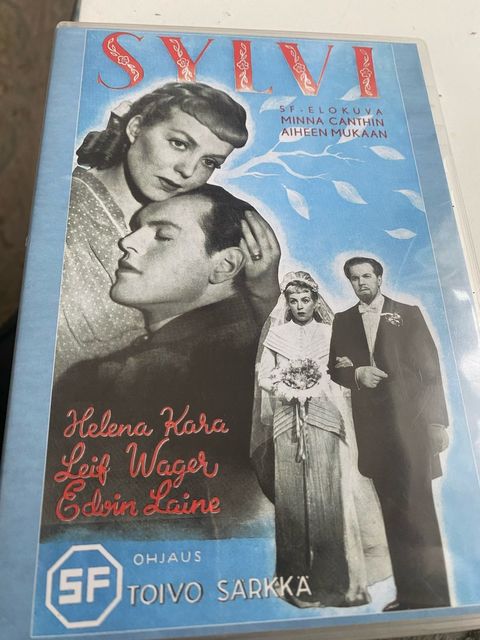 SYLVI
SF-ELOKUVA
MINNA CANTHIN
AIHEEN MUKAAN
Helena Kara
Leif Wager
Edvin Laine
SF
OHJAUS
TOIVO SÄRKKÄ